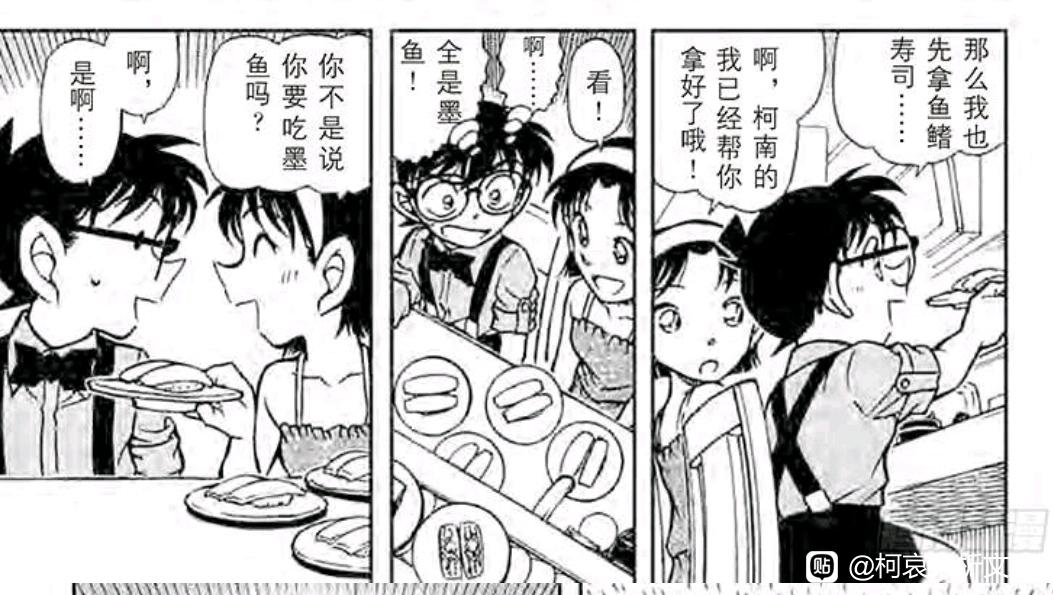 那么我也
先拿鱼鳍
寿司……
啊，柯南的
我已经帮你
拿好了哦！
看！
啊……
全是墨
鱼！
你不是说
你要吃墨
鱼吗？
啊，
是啊……
贴
@柯哀